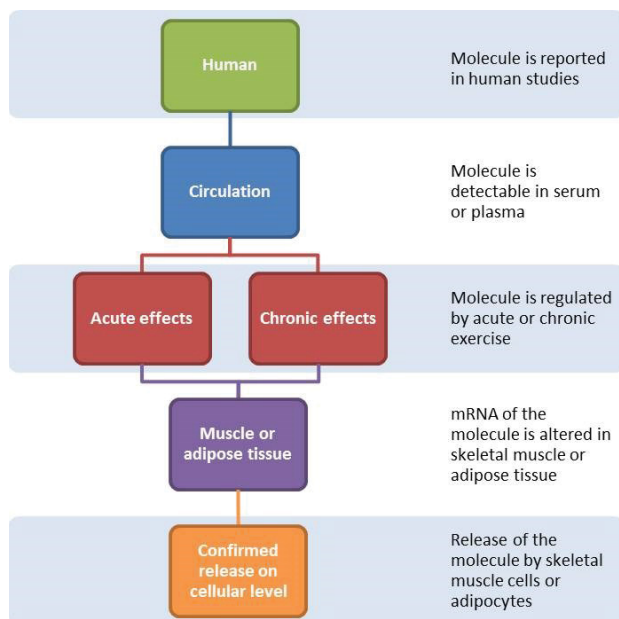 Human
Molecule is reported
in human studies
Circulation
Molecule is
detectable in serum
or plasma
Acute effects
Chronic effects
Molecule is regulated
by acute or chronic
exercise
Muscle or
adipose tissue
mRNA of the
molecule is altered in
skeletal muscle or
adipose tissue
Confirmed
release on
cellular level
Release of the
molecule by skeletal
muscle cells or
adipocytes